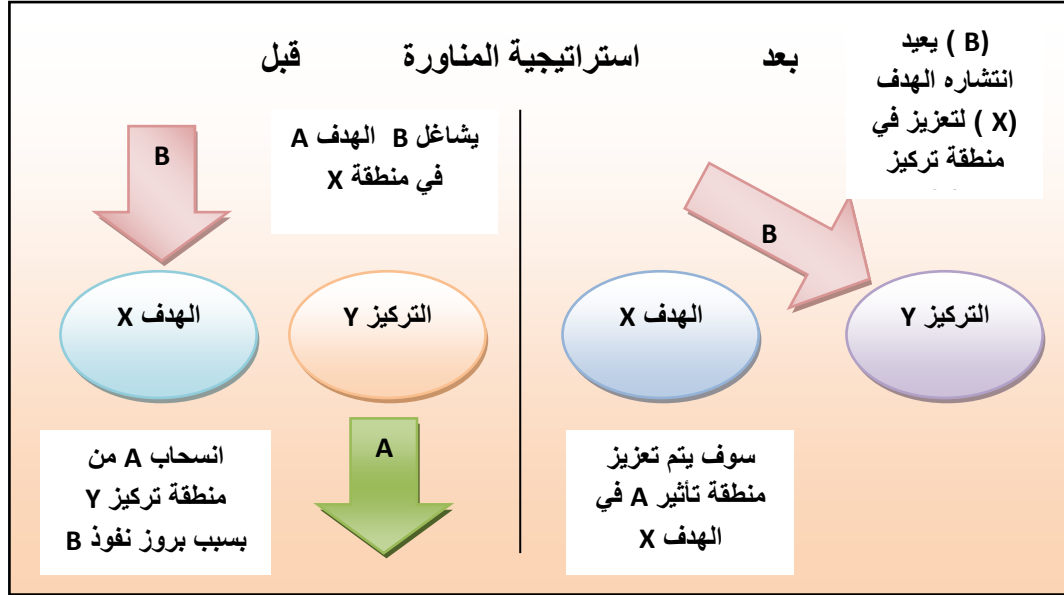 قبل استراتيجية المناورة بعد
(B ) يعيد
انتشاره الهدف
(X ) لتعزيز في
منطقة تركيز
B
يشاغل B الهدف A
في منطقة X
B
الهدف X
التركيز Y
الهدف X
التركيز Y
انسحاب A من
منطقة تركيز Y
بسبب بروز نفوذ B
A
سوف يتم تعزيز
منطقة تأثير A في
الهدف X